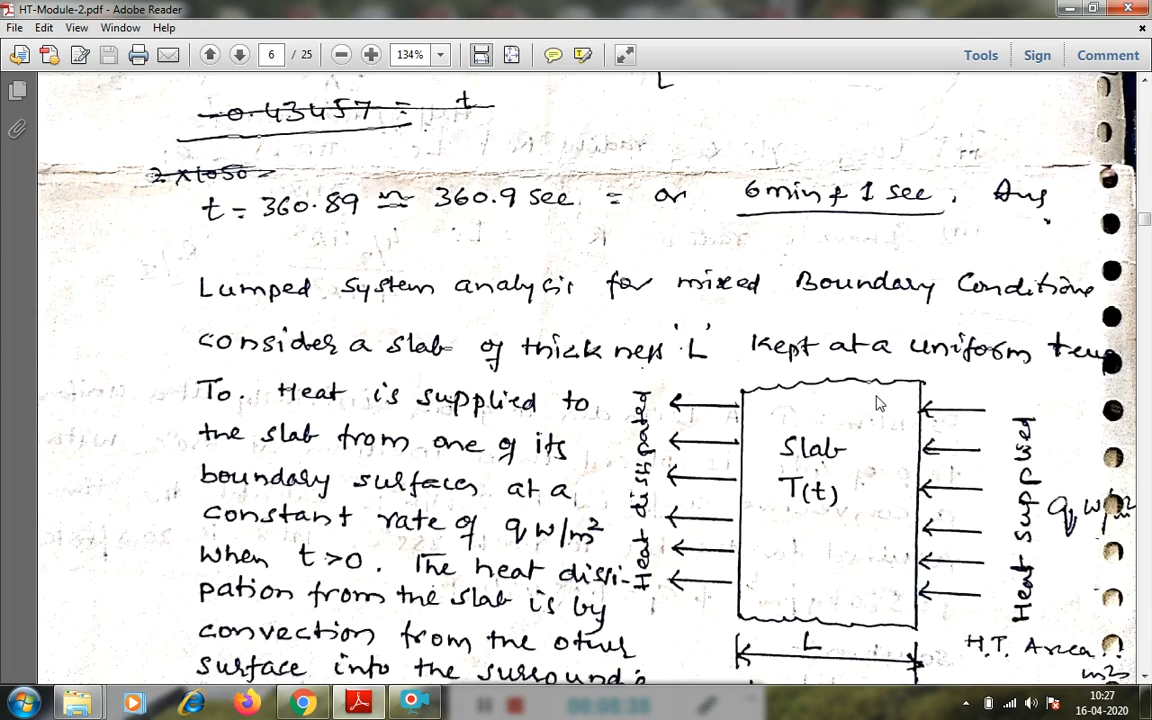 HT-Module-2.pdf - Adobe Reader
File Edit View Window Help
6 / 25 134% Tools Sign Comment
L
0.43457 = t
2 x 1050
t = 360.89 ≈ 360.9 sec = or 6 min & 1 sec. Ans
Lumped system analysis for mixed Boundary Conditions
consider a slab of thickness 'L' kept at a uniform temp
To. Heat is supplied to
the slab from one of its
boundary surfaces at a
constant rate of q W/m²
when t>0. The heat dissi-
pation from the slab is by
convection from the other
surface into the surround
Heat dissipated
Slab
T(t)
Heat Supplied
q W/m²
L
H.T. Area
m²
10:27
16-04-2020